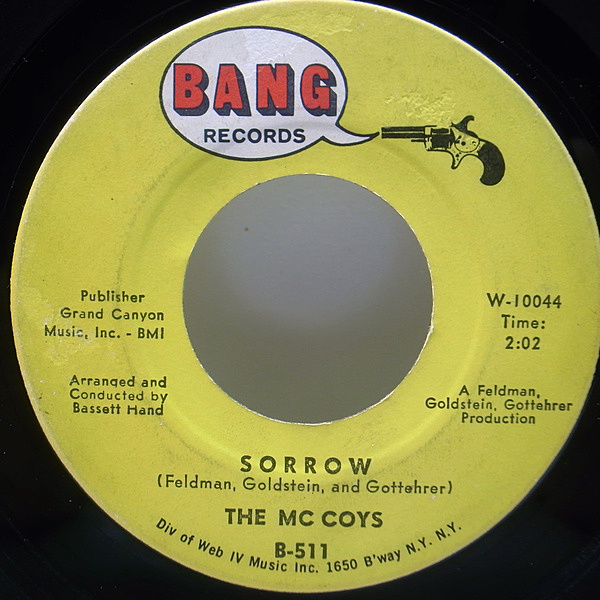 BANG
RECORDS
Publisher
Grand Canyon
Music, Inc. - BMI
Arranged and
Conducted by
Bassett Hand
W-10044
Time:
2:02
A Feldman,
Goldstein, Gottehrer
Production
SORROW
(Feldman, Goldstein, and Gottehrer)
THE MC COYS
B-511
Div of Web IV Music Inc. 1650 B'way N.Y. N.Y.